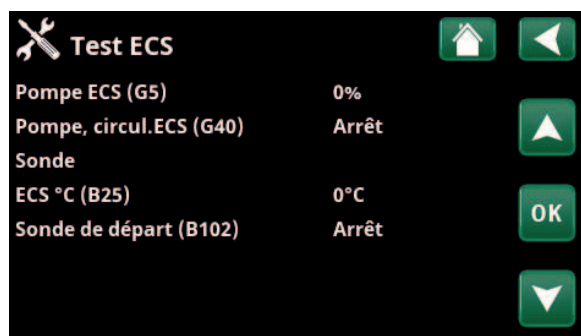 Test ECS
Pompe ECS (G5) 0%
Pompe, circul.ECS (G40) Arrêt
Sonde
ECS °C (B25) 0°C
Sonde de départ (B102) Arrêt
OK